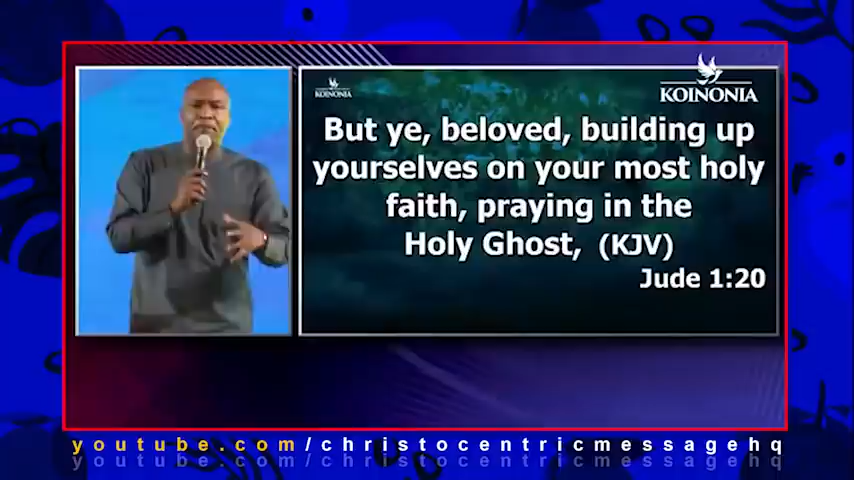 KOINONIA
KOINONIA
But ye, beloved, building up
yourselves on your most holy
faith, praying in the
Holy Ghost, (KJV)
Jude 1:20
youtube.com/christocentricmessagehq
youtube.com/christocentricmessagehq